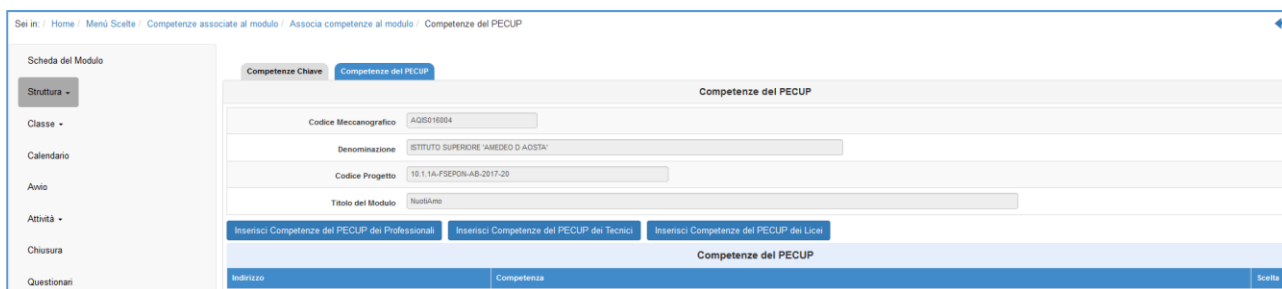 Sei in: / Home / Menù Scelte / Competenze associate al modulo / Associa competenze al modulo / Competenze del PECUP
Scheda del Modulo
Struttura
Classe
Calendario
Avvio
Attività
Chiusura
Questionari
Competenze Chiave Competenze del PECUP
Competenze del PECUP
Codice Meccanografico AQIS016004
Denominazione ISTITUTO SUPERIORE 'AMEDEO D AOSTA'
Codice Progetto 10.1.1A-FSEPON-AB-2017-20
Titolo del Modulo NuotiAmo
Inserisci Competenze del PECUP dei Professionali Inserisci Competenze del PECUP dei Tecnici Inserisci Competenze del PECUP dei Licei
Competenze del PECUP
Indirizzo Competenza Scelta